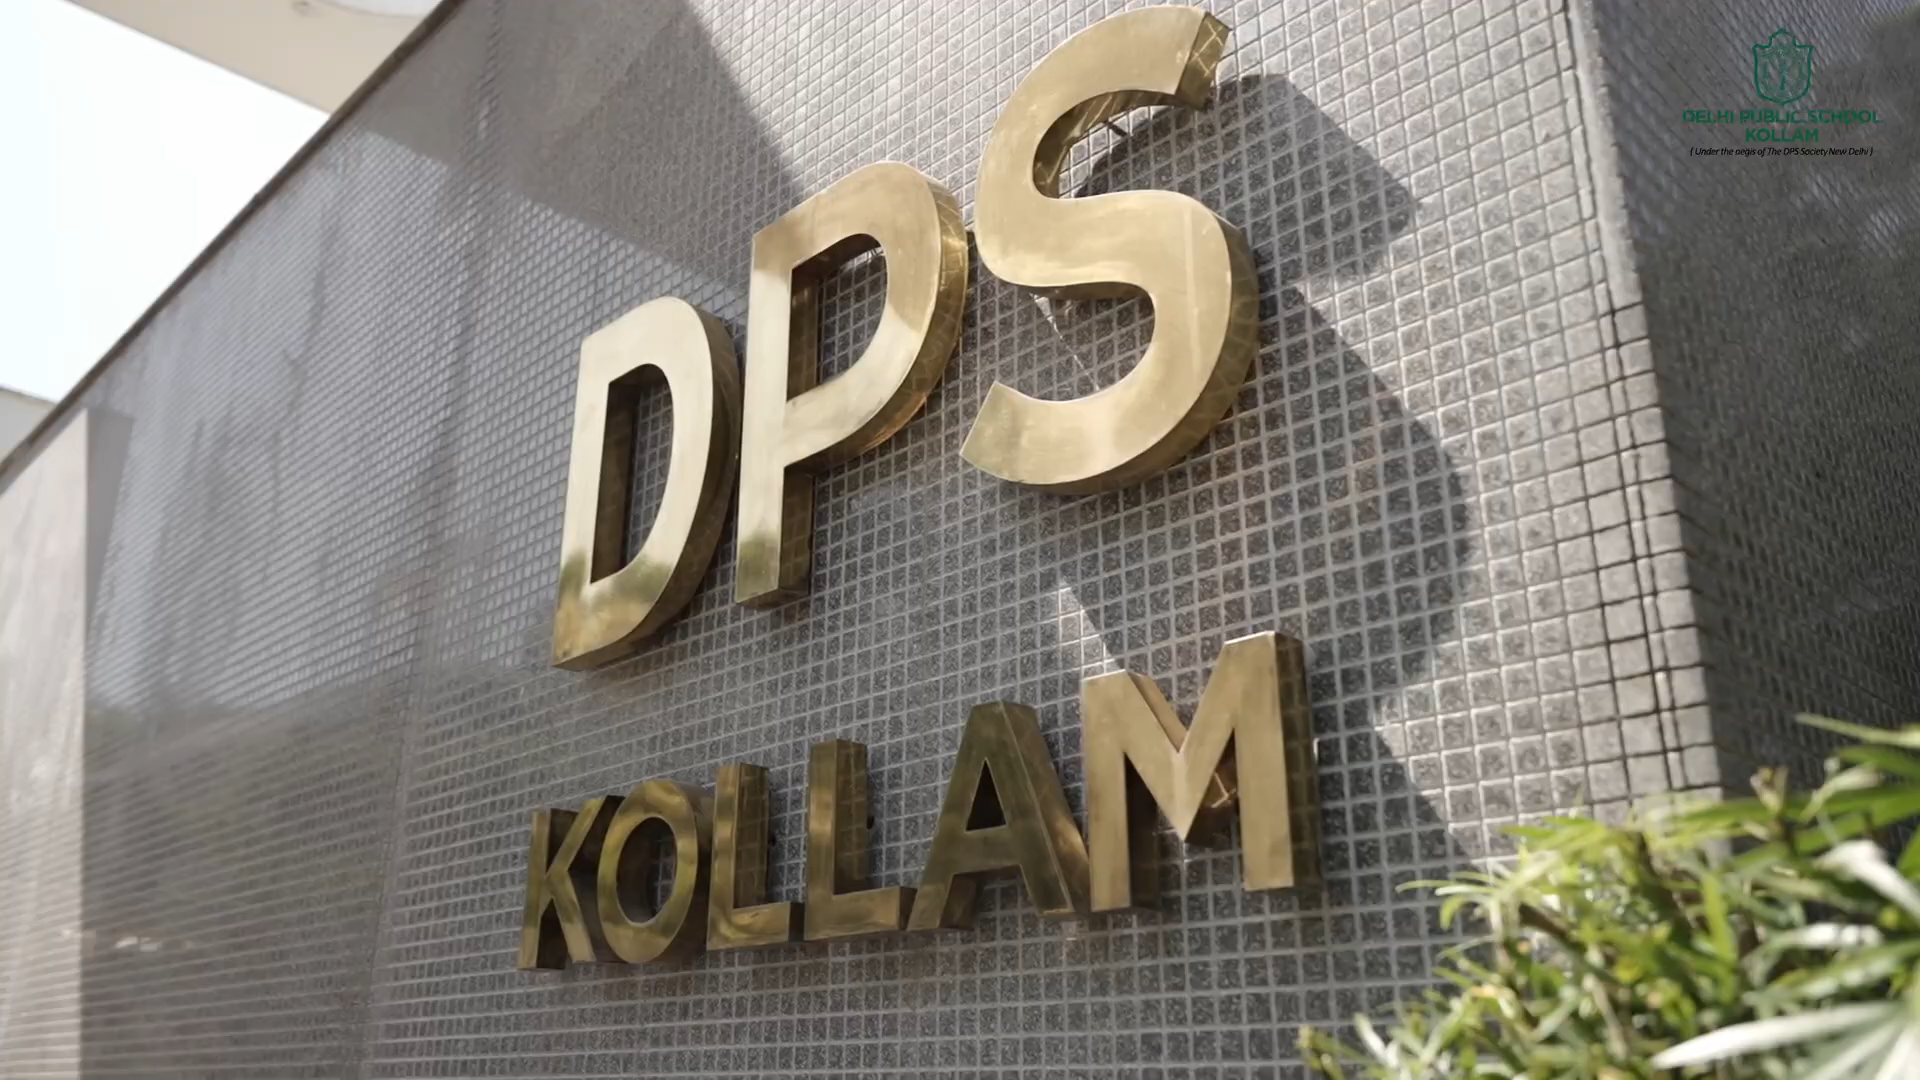 DPS
KOLLAM
DELHI PUBLIC SCHOOL
KOLLAM
( Under the aegis of The DPS Society New Delhi )